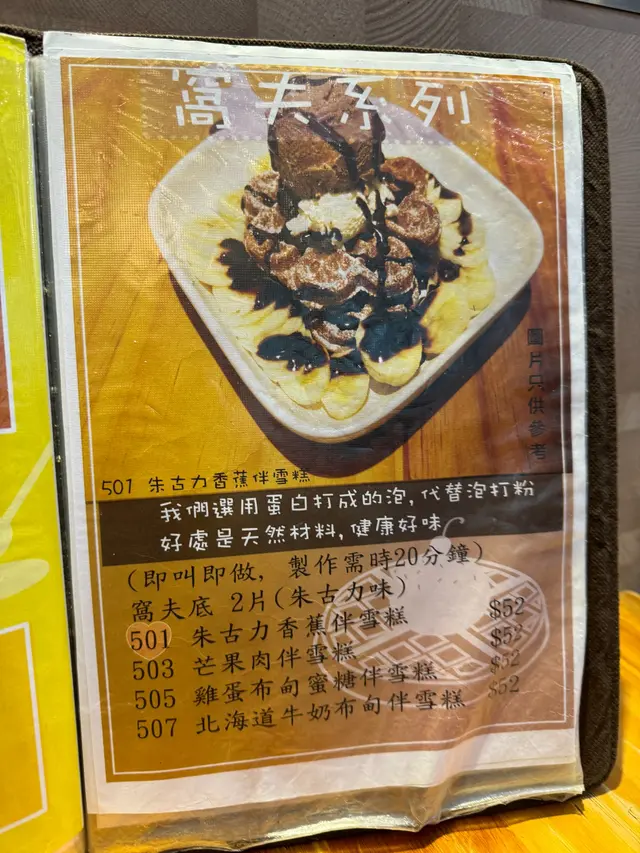 窩夫系列
圖片只供參考
501 朱古力香蕉伴雪糕
我們選用蛋白打成的泡,代替泡打粉
好處是天然材料,健康好味
(即叫即做, 製作需時20分鐘)
窩夫底 2片(朱古力味)
501 朱古力香蕉伴雪糕 $52
503 芒果肉伴雪糕 $52
505 雞蛋布甸蜜糖伴雪糕 $52
507 北海道牛奶布甸伴雪糕 $52